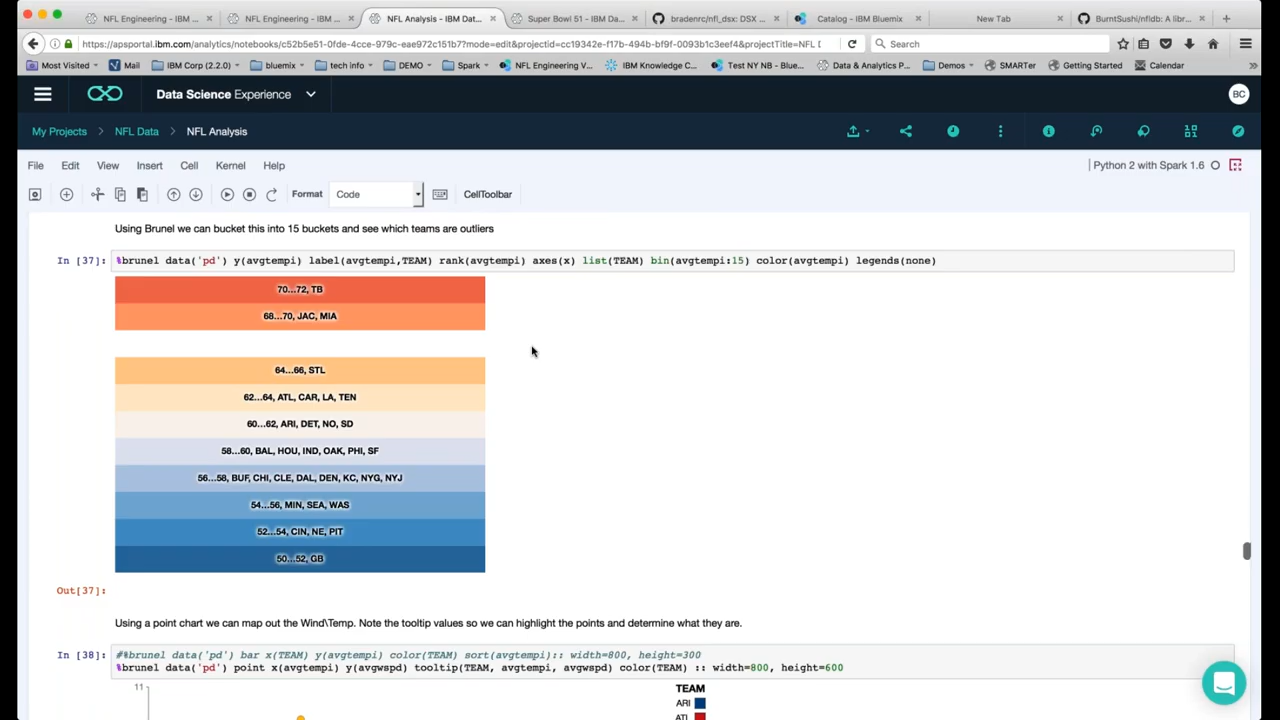 NFL Engineering - IBM ...
NFL Engineering - IBM ...
NFL Analysis - IBM Dat...
Super Bowl 51 - IBM Da...
bradenrc/nfl_dsx: DSX ...
Catalog - IBM Bluemix
New Tab
BurntSushi/nfldb: A librar...
https://apsportal.ibm.com/analytics/notebooks/c52b5e51-0fde-4cce-979c-eae972c151b7?mode=edit&projectid=cc19342e-f17b-494b-bf9f-0093b1c3eef4&projectTitle=NFL
Search
Most Visited
Mail
IBM Corp (2.2.0)
bluemix
tech info
DEMO
Spark
NFL Engineering V...
IBM Knowledge C...
Test NY NB - Blue...
Data & Analytics P...
Demos
SMARTer
Getting Started
Calendar
Data Science Experience
BC
My Projects > NFL Data > NFL Analysis
File Edit View Insert Cell Kernel Help
Python 2 with Spark 1.6
Format Code CellToolbar
Using Brunel we can bucket this into 15 buckets and see which teams are outliers
In [37]: %brunel data('pd') y(avgtempi) label(avgtempi,TEAM) rank(avgtempi) axes(x) list(TEAM) bin(avgtempi:15) color(avgtempi) legends(none)
70...72, TB
68...70, JAC, MIA
64...66, STL
62...64, ATL, CAR, LA, TEN
60...62, ARI, DET, NO, SD
58...60, BAL, HOU, IND, OAK, PHI, SF
56...58, BUF, CHI, CLE, DAL, DEN, KC, NYG, NYJ
54...56, MIN, SEA, WAS
52...54, CIN, NE, PIT
50...52, GB
Out[37]:
Using a point chart we can map out the Wind\Temp. Note the tooltip values so we can highlight the points and determine what they are.
In [38]: #%brunel data('pd') bar x(TEAM) y(avgtempi) color(TEAM) sort(avgtempi):: width=800, height=300
%brunel data('pd') point x(avgtempi) y(avgwspd) tooltip(TEAM, avgtempi, avgwspd) color(TEAM) :: width=800, height=600
11
TEAM
ARI
ATL